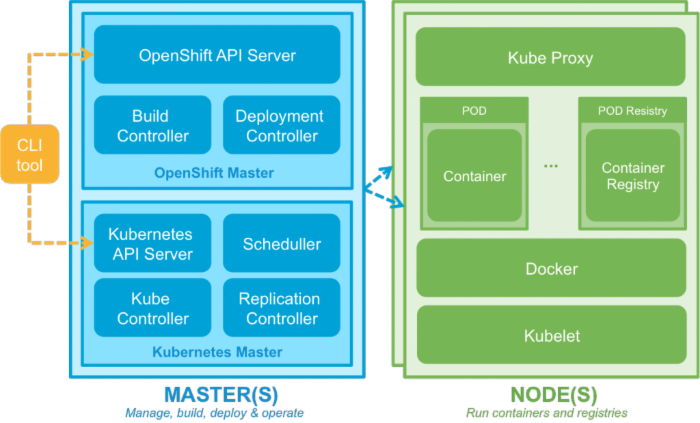 CLI
tool
OpenShift API Server
Build
Controller
Deployment
Controller
OpenShift Master
Kubernetes
API Server
Scheduller
Kube
Controller
Replication
Controller
Kubernetes Master
MASTER(S)
Manage, build, deploy & operate
Kube Proxy
POD
Container
...
POD Registry
Container
Registry
Docker
Kubelet
NODE(S)
Run containers and registries